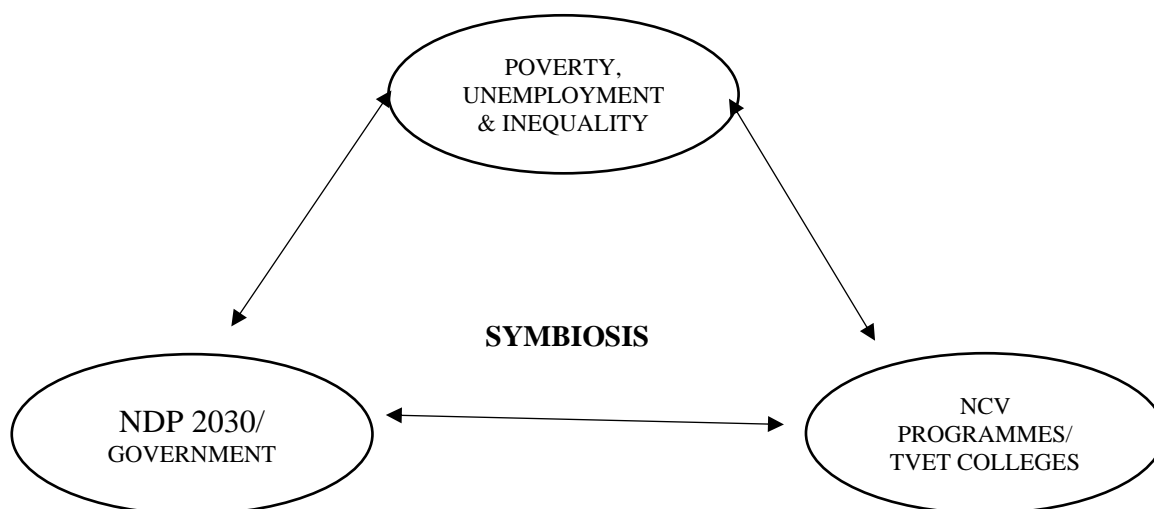 POVERTY,
UNEMPLOYMENT
& INEQUALITY
SYMBIOSIS
NDP 2030/
GOVERNMENT
NCV
PROGRAMMES/
TVET COLLEGES